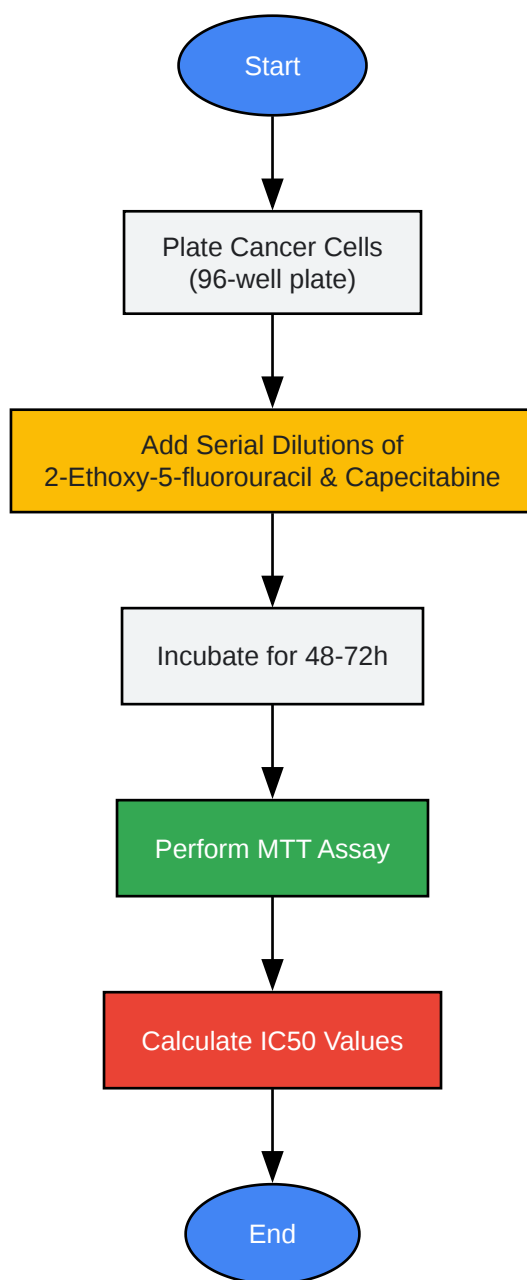 Start
Plate Cancer Cells
(96-well plate)
Add Serial Dilutions of
2-Ethoxy-5-fluorouracil & Capecitabine
Incubate for 48-72h
Perform MTT Assay
Calculate IC50 Values
End